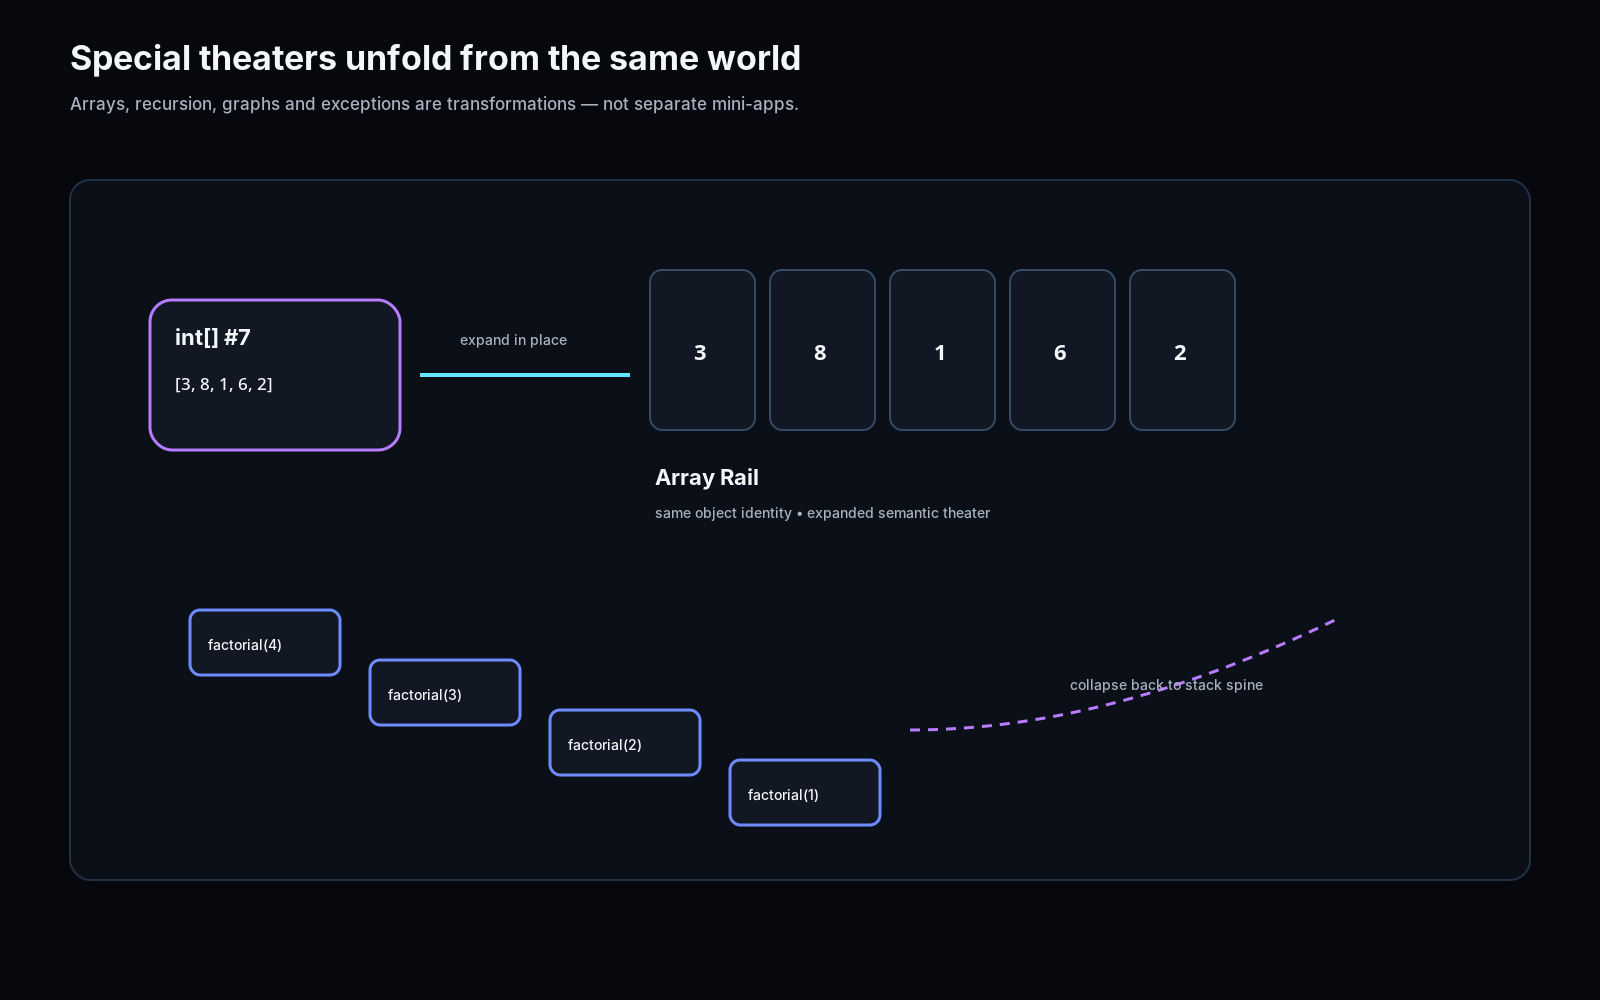 Special theaters unfold from the same world
Arrays, recursion, graphs and exceptions are transformations — not separate mini-apps.
int[] #7
[3, 8, 1, 6, 2]
expand in place
3
8
1
6
2
Array Rail
same object identity • expanded semantic theater
factorial(4)
factorial(3)
factorial(2)
factorial(1)
collapse back to stack spine